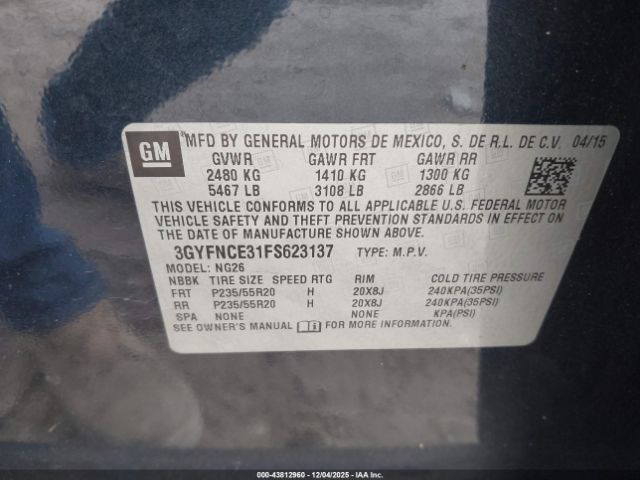 GM
MFD BY GENERAL MOTORS DE MEXICO, S. DE R.L. DE C.V. 04/15
GVWR GAWR FRT GAWR RR
2480 KG 1410 KG 1300 KG
5467 LB 3108 LB 2866 LB
THIS VEHICLE CONFORMS TO ALL APPLICABLE U.S. FEDERAL MOTOR
VEHICLE SAFETY AND THEFT PREVENTION STANDARDS IN EFFECT ON
THE DATE OF MANUFACTURE SHOWN ABOVE.
3GYFNCE31FS623137 TYPE: M.P.V.
MODEL: NG26
NBBK TIRE SIZE SPEED RTG RIM COLD TIRE PRESSURE
FRT P235/55R20 H 20X8J 240KPA(35PSI)
RR P235/55R20 H 20X8J 240KPA(35PSI)
SPA NONE NONE KPA(PSI)
SEE OWNER'S MANUAL FOR MORE INFORMATION.
000-43812960 - 12/04/2025 - IAAI, INC.